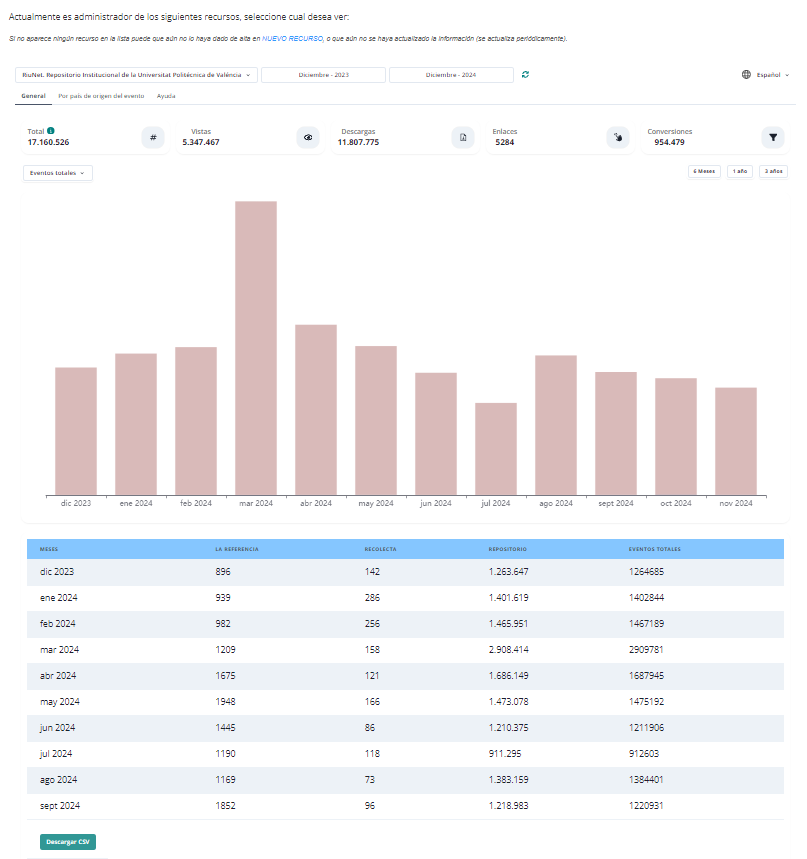 Actualmente es administrador de los siguientes recursos, seleccione cual desea ver:
Si no aparece ningún recurso en la lista puede que aún no lo haya dado de alta en NUEVO RECURSO, o que aún no se haya actualizado la información (se actualiza periódicamente).
RiuNet. Repositorio Institucional de la Universitat Politécnica de Valéncia Diciembre - 2023 Diciembre - 2024 Español
General Por país de origen del evento Ayuda
Total Vistas Descargas Enlaces Conversiones
17.160.526 # 5.347.467 11.807.775 5284 954.479
Eventos totales 6 Meses 1 año 3 años
dic 2023 ene 2024 feb 2024 mar 2024 abr 2024 may 2024 jun 2024 jul 2024 ago 2024 sept 2024 oct 2024 nov 2024
MESES LA REFERENCIA RECOLECTA REPOSITORIO EVENTOS TOTALES
dic 2023 896 142 1.263.647 1264685
ene 2024 939 286 1.401.619 1402844
feb 2024 982 256 1.465.951 1467189
mar 2024 1209 158 2.908.414 2909781
abr 2024 1675 121 1.686.149 1687945
may 2024 1948 166 1.473.078 1475192
jun 2024 1445 86 1.210.375 1211906
jul 2024 1190 118 911.295 912603
ago 2024 1169 73 1.383.159 1384401
sept 2024 1852 96 1.218.983 1220931
Descargar CSV